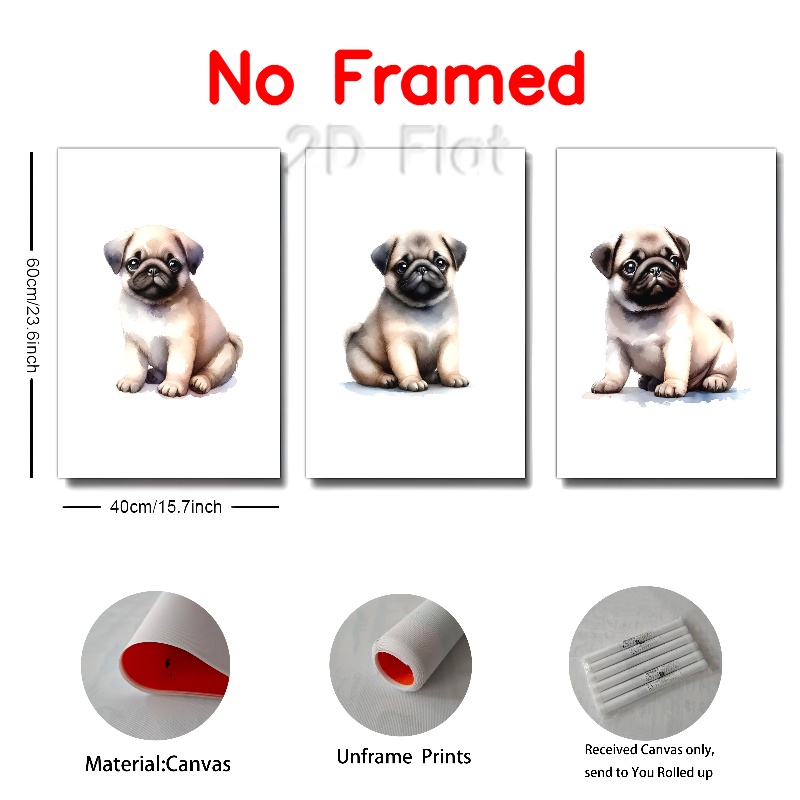 No Framed
2D Flat
60cm/23.6inch
40cm/15.7inch
Material:Canvas
Unframe Prints
Received Canvas only,
send to You Rolled up